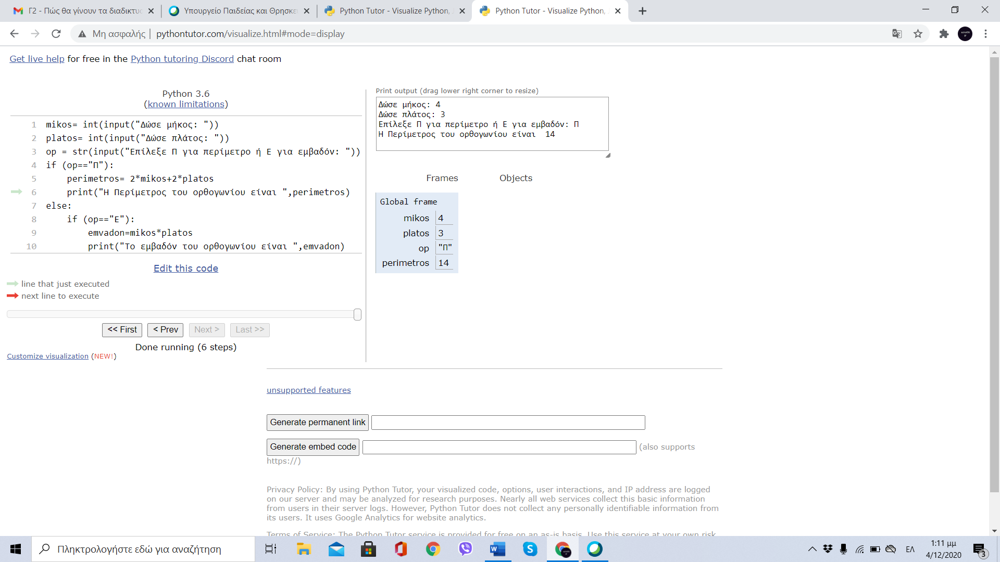 Γ2 - Πώς θα γίνουν τα διαδικτυα
Υπουργείο Παιδείας και Θρησκε
Python Tutor - Visualize Python, J
Python Tutor - Visualize Python, J
Μη ασφαλής | pythontutor.com/visualize.html#mode=display
Get live help for free in the Python tutoring Discord chat room
Python 3.6
(known limitations)
1 mikos= int(input("Δώσε μήκος: "))
2 platos= int(input("Δώσε πλάτος: "))
3 op = str(input("Επίλεξε Π για περίμετρο ή Ε για εμβαδόν: "))
4 if (op=="Π"):
5 perimetros= 2*mikos+2*platos
6 print("Η Περίμετρος του ορθογωνίου είναι ",perimetros)
7 else:
8 if (op=="Ε"):
9 emvadon=mikos*platos
10 print("Το εμβαδόν του ορθογωνίου είναι ",emvadon)
Edit this code
line that just executed
next line to execute
<< First < Prev Next > Last >>
Done running (6 steps)
Customize visualization (NEW!)
Print output (drag lower right corner to resize)
Δώσε μήκος: 4
Δώσε πλάτος: 3
Επίλεξε Π για περίμετρο ή Ε για εμβαδόν: Π
Η Περίμετρος του ορθογωνίου είναι  14
Frames Objects
Global frame
mikos 4
platos 3
op "Π"
perimetros 14
unsupported features
Generate permanent link
Generate embed code (also supports
https://)
Privacy Policy: By using Python Tutor, your visualized code, options, user interactions, and IP address are logged
on our server and may be analyzed for research purposes. Nearly all web services collect this basic information
from users in their server logs. However, Python Tutor does not collect any personally identifiable information from
its users. It uses Google Analytics for website analytics.
Terms of Service: The Python Tutor service is provided for free on an as-is basis. Use this service at your own risk.
Πληκτρολογήστε εδώ για αναζήτηση
ΕΛ
1:11 μμ
4/12/2020
3